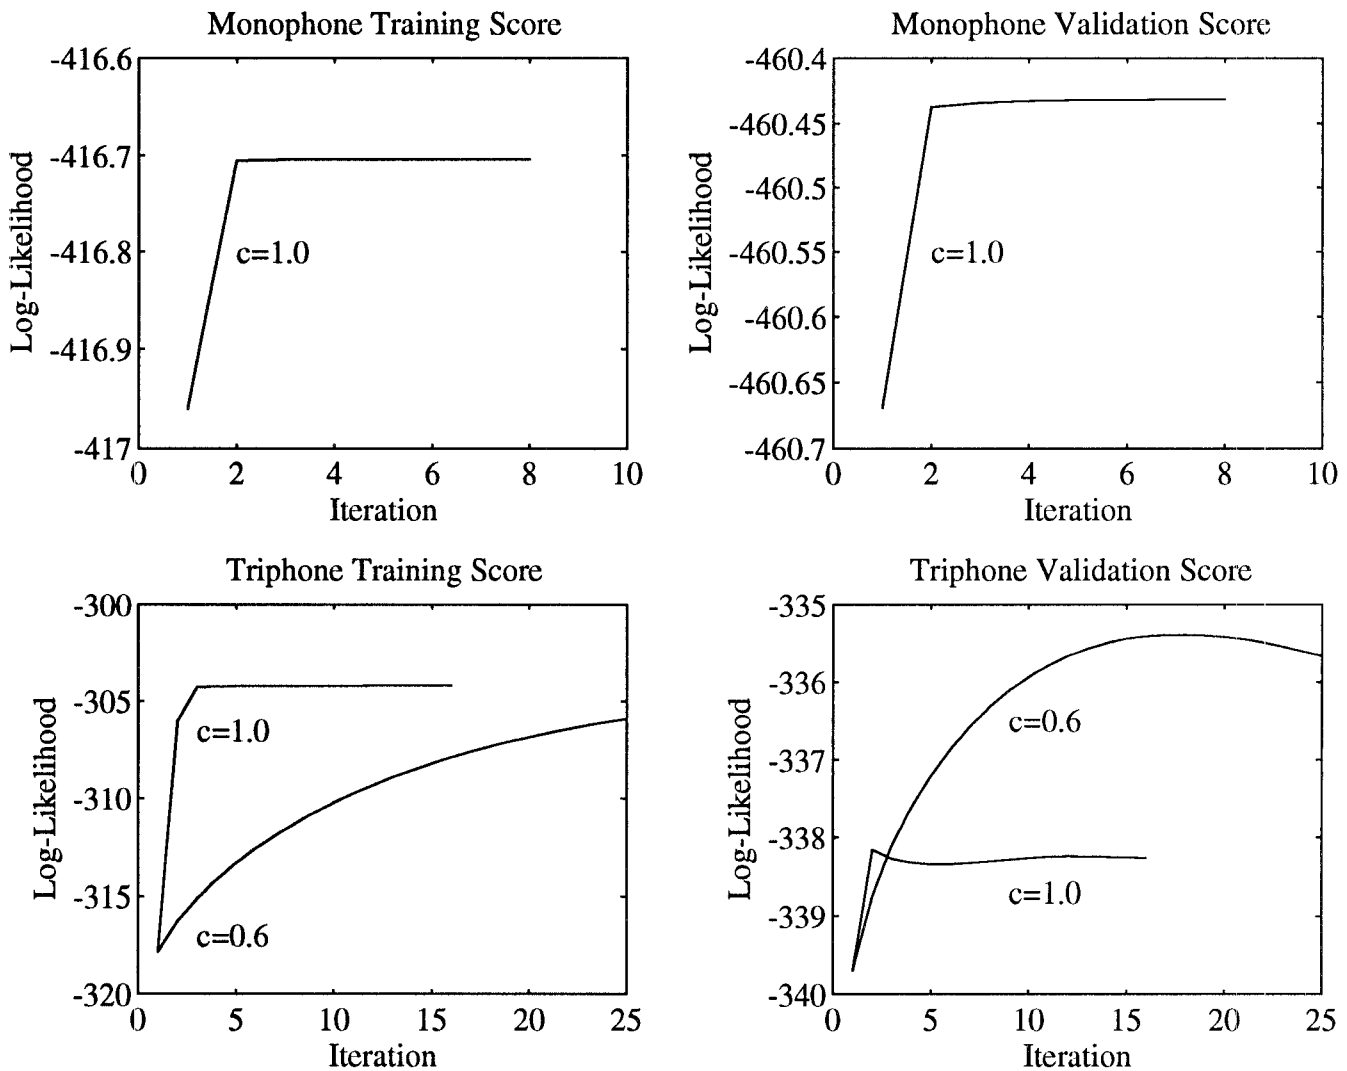 Monophone Training Score
-416.6
-416.7
-416.8
-416.9
-417
Log-Likelihood
c=1.0
0 2 4 6 8 10
Iteration
Monophone Validation Score
-460.4
-460.45
-460.5
-460.55
-460.6
-460.65
-460.7
Log-Likelihood
c=1.0
0 2 4 6 8 10
Iteration
Triphone Training Score
-300
-305
-310
-315
-320
Log-Likelihood
c=1.0
c=0.6
0 5 10 15 20 25
Iteration
Triphone Validation Score
-335
-336
-337
-338
-339
-340
Log-Likelihood
c=0.6
c=1.0
0 5 10 15 20 25
Iteration